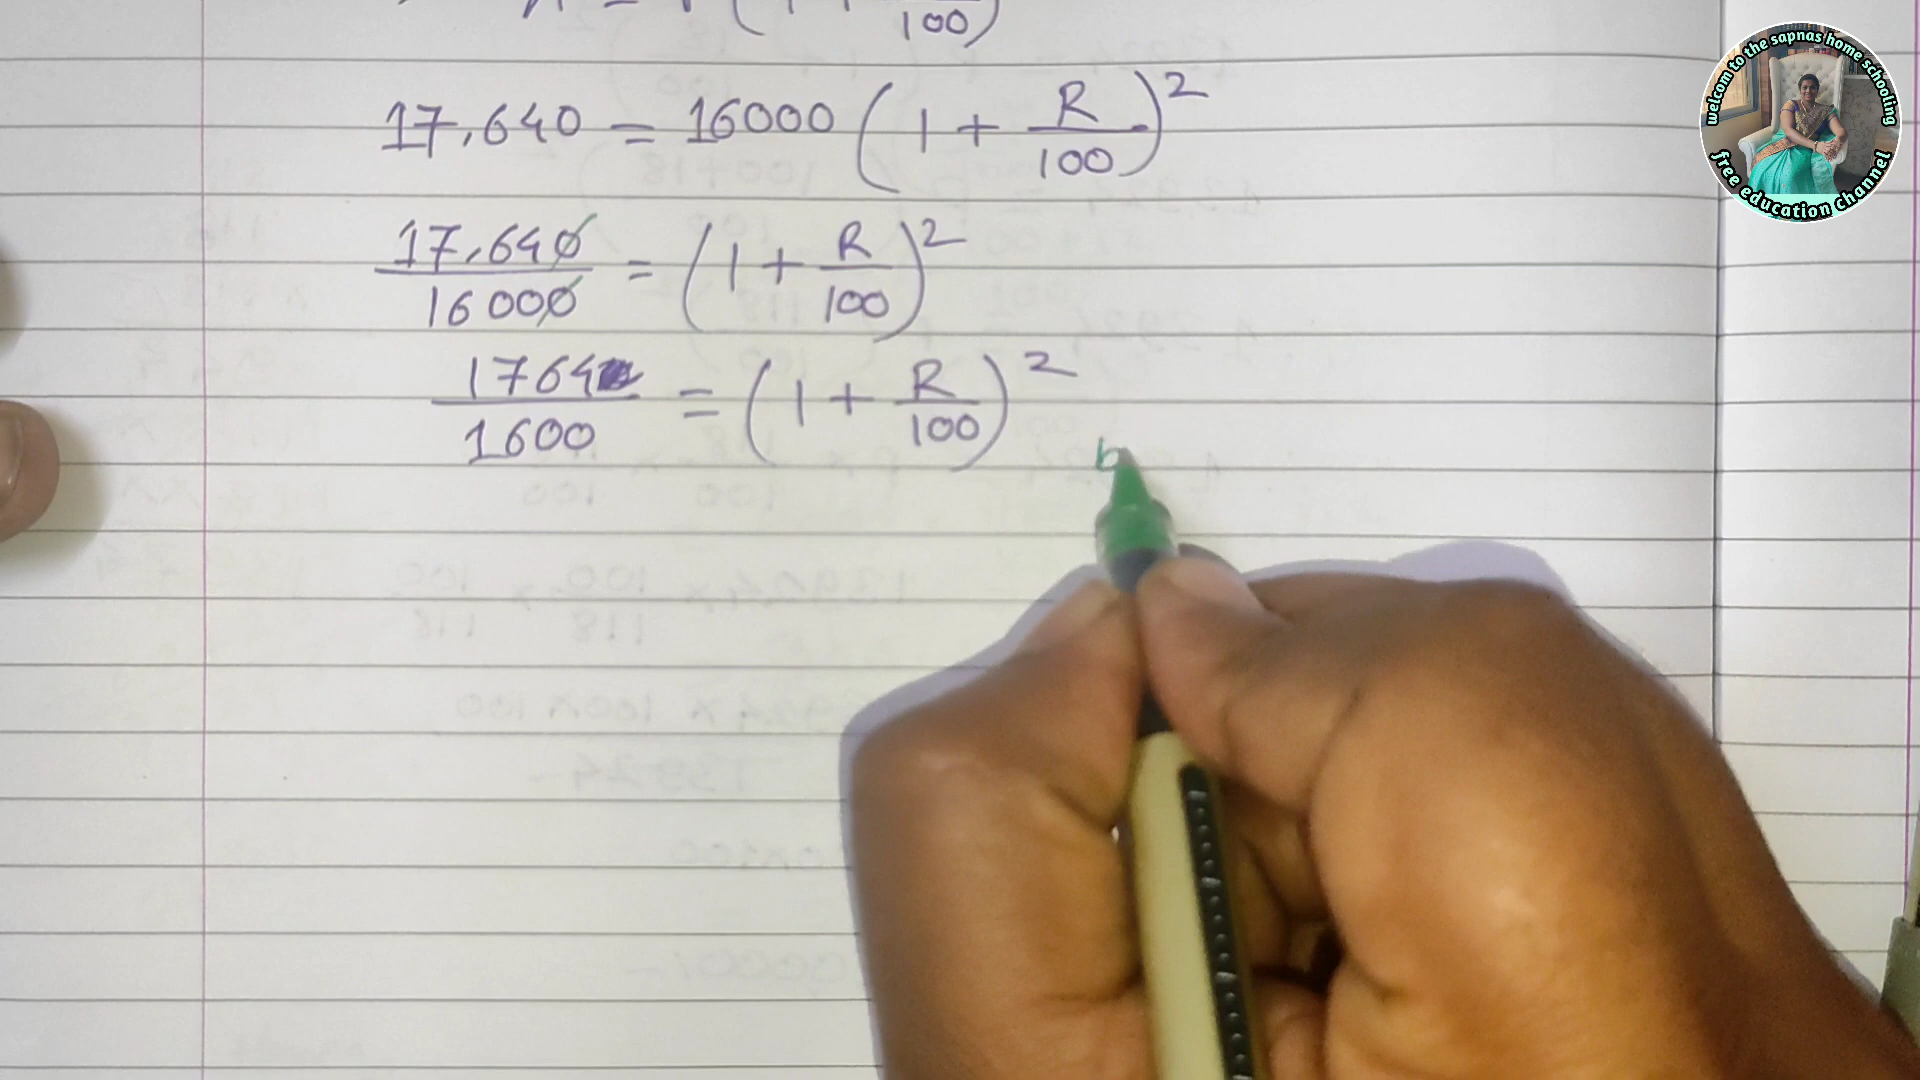 100)
17,640 = 16000 (1 + R/100)²
17,640/16000 = (1 + R/100)²
1764/1600 = (1 + R/100)²
b
welcom to the sapnas home schooling
free education channel